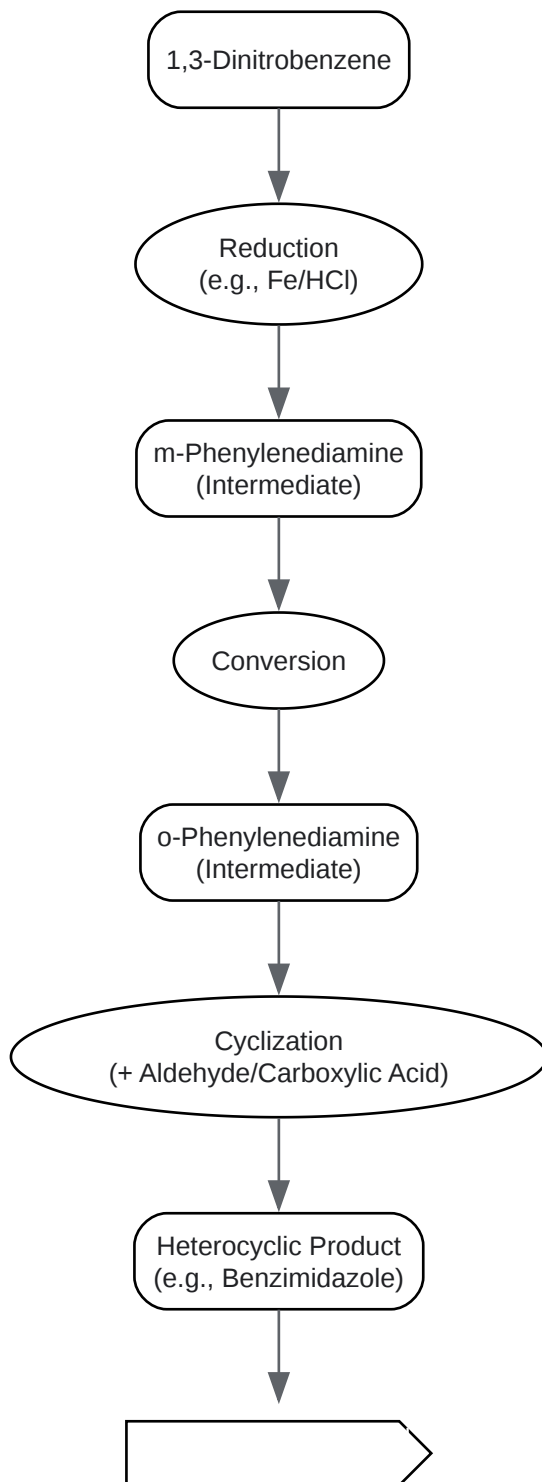 1,3-Dinitrobenzene
Reduction
(e.g., Fe/HCl)
m-Phenylenediamine
(Intermediate)
Conversion
o-Phenylenediamine
(Intermediate)
Cyclization
(+ Aldehyde/Carboxylic Acid)
Heterocyclic Product
(e.g., Benzimidazole)